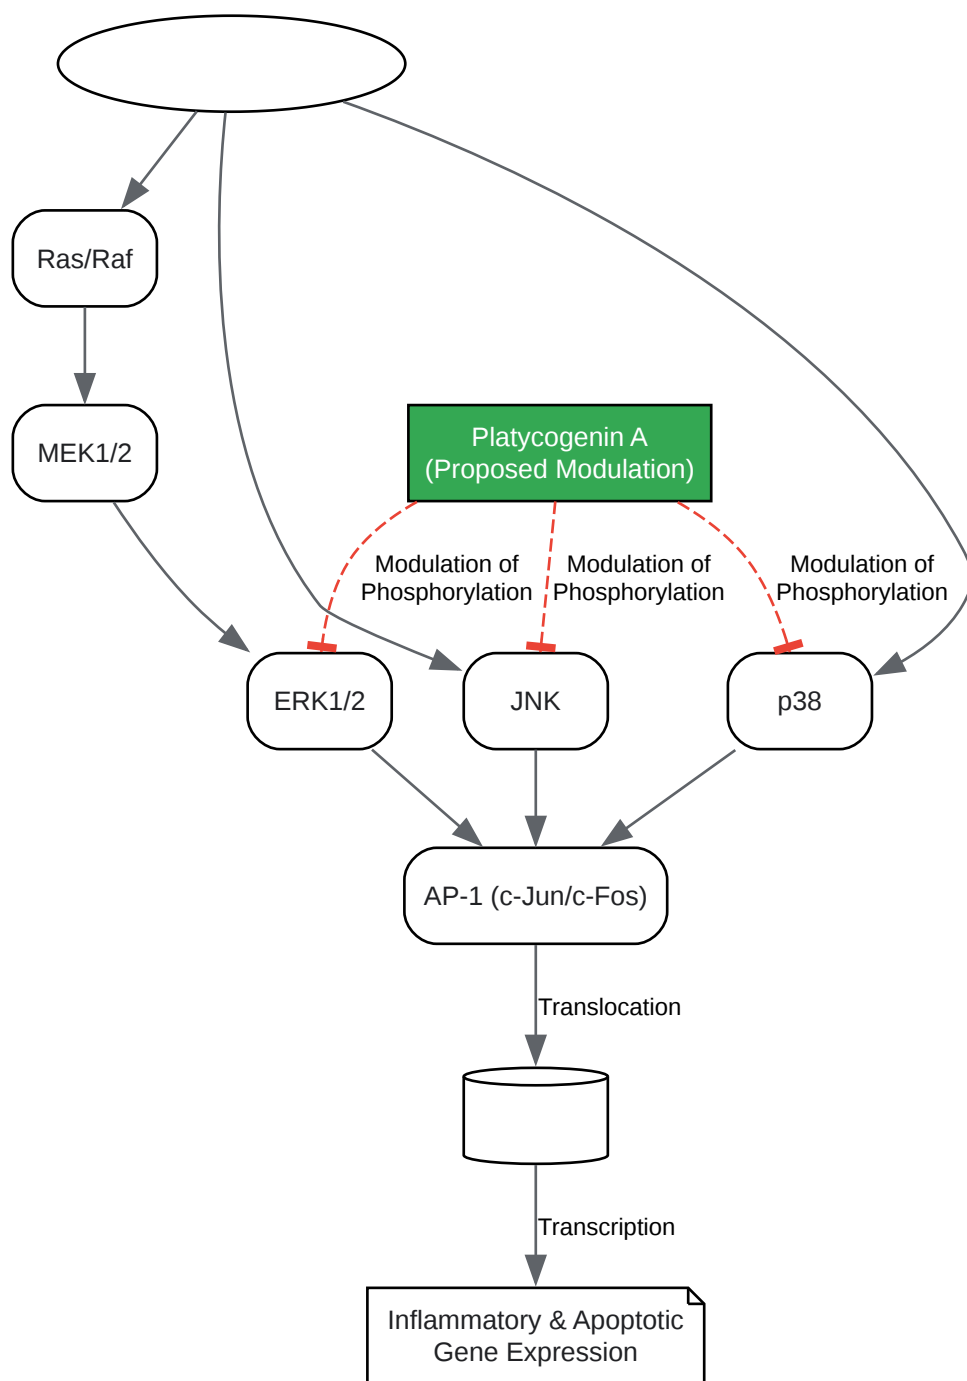 Ras/Raf
MEK1/2
Platycogenin A
(Proposed Modulation)
Modulation of
Phosphorylation
Modulation of
Phosphorylation
Modulation of
Phosphorylation
ERK1/2
JNK
p38
AP-1 (c-Jun/c-Fos)
Translocation
Transcription
Inflammatory & Apoptotic
Gene Expression